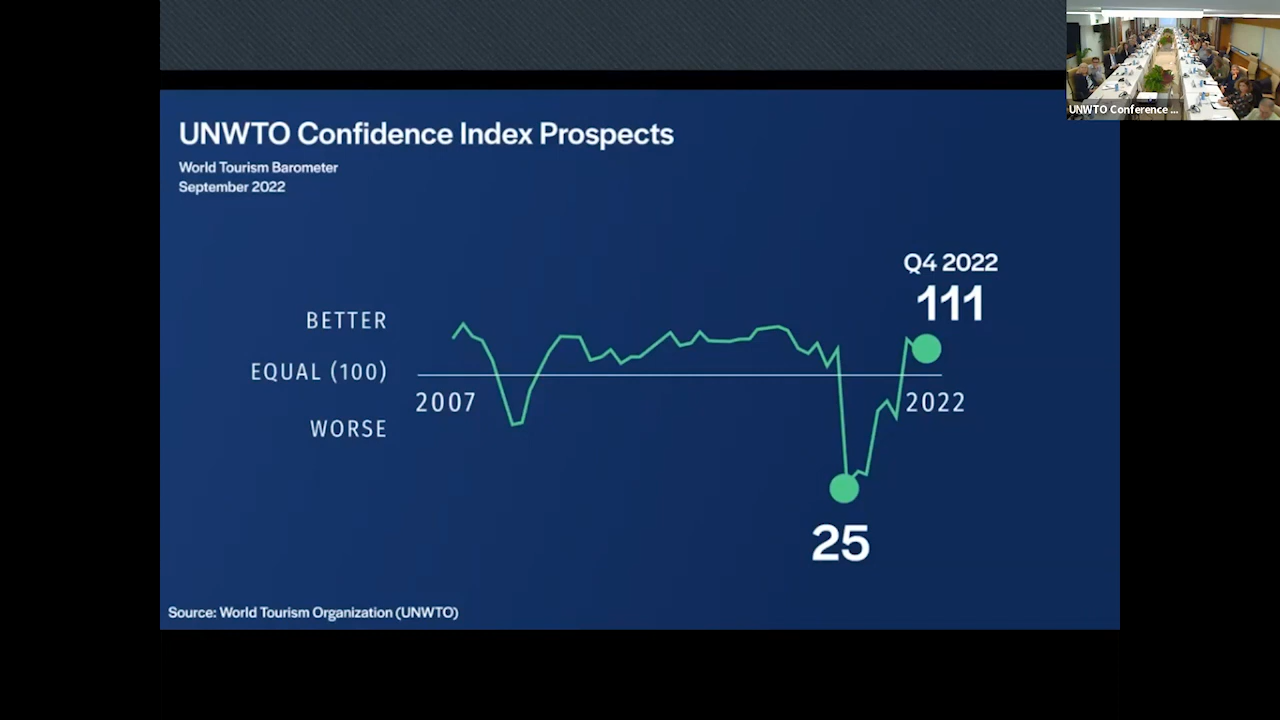 UNWTO Confidence Index Prospects
World Tourism Barometer
September 2022
Q4 2022
111
BETTER
EQUAL (100)
WORSE
2007
2022
25
Source: World Tourism Organization (UNWTO)
UNWTO Conference ...